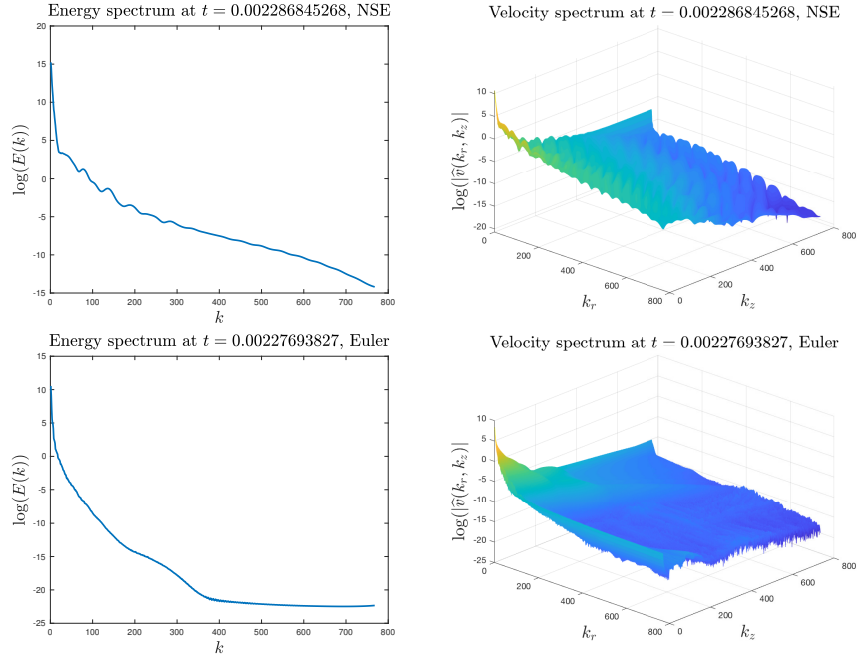 Energy spectrum at t = 0.002286845268, NSE
20
15
10
5
0
-5
-10
-15
log(E(k))
0 100 200 300 400 500 600 700 800
k
Velocity spectrum at t = 0.002286845268, NSE
10
5
0
-5
-10
-15
-20
log(|v̂(k_r, k_z)|
0 200 400 600 800
k_r
0 200 400 600 800
k_z
Energy spectrum at t = 0.00227693827, Euler
15
10
5
0
-5
-10
-15
-20
-25
log(E(k))
0 100 200 300 400 500 600 700 800
k
Velocity spectrum at t = 0.00227693827, Euler
10
5
0
-5
-10
-15
-20
-25
log(|v̂(k_r, k_z)|
0 200 400 600 800
k_r
0 200 400 600 800
k_z